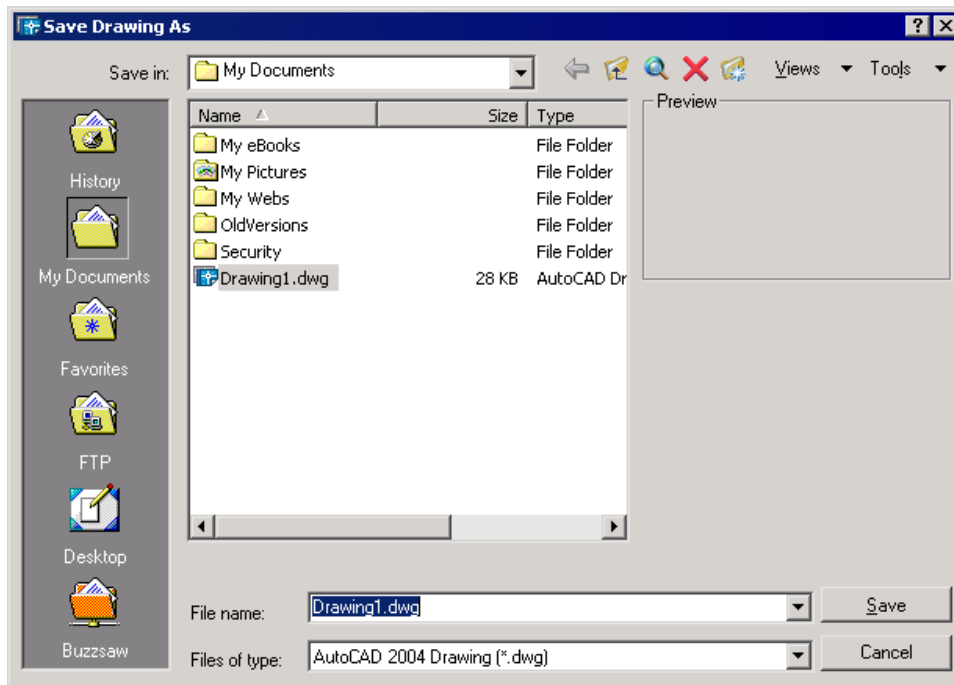 Save Drawing As
Save in: My Documents Views Tools
Name Size Type Preview
My eBooks File Folder
My Pictures File Folder
My Webs File Folder
OldVersions File Folder
Security File Folder
Drawing1.dwg 28 KB AutoCAD Dr
History
My Documents
Favorites
FTP
Desktop
Buzzsaw
File name: Drawing1.dwg Save
Files of type: AutoCAD 2004 Drawing (*.dwg) Cancel